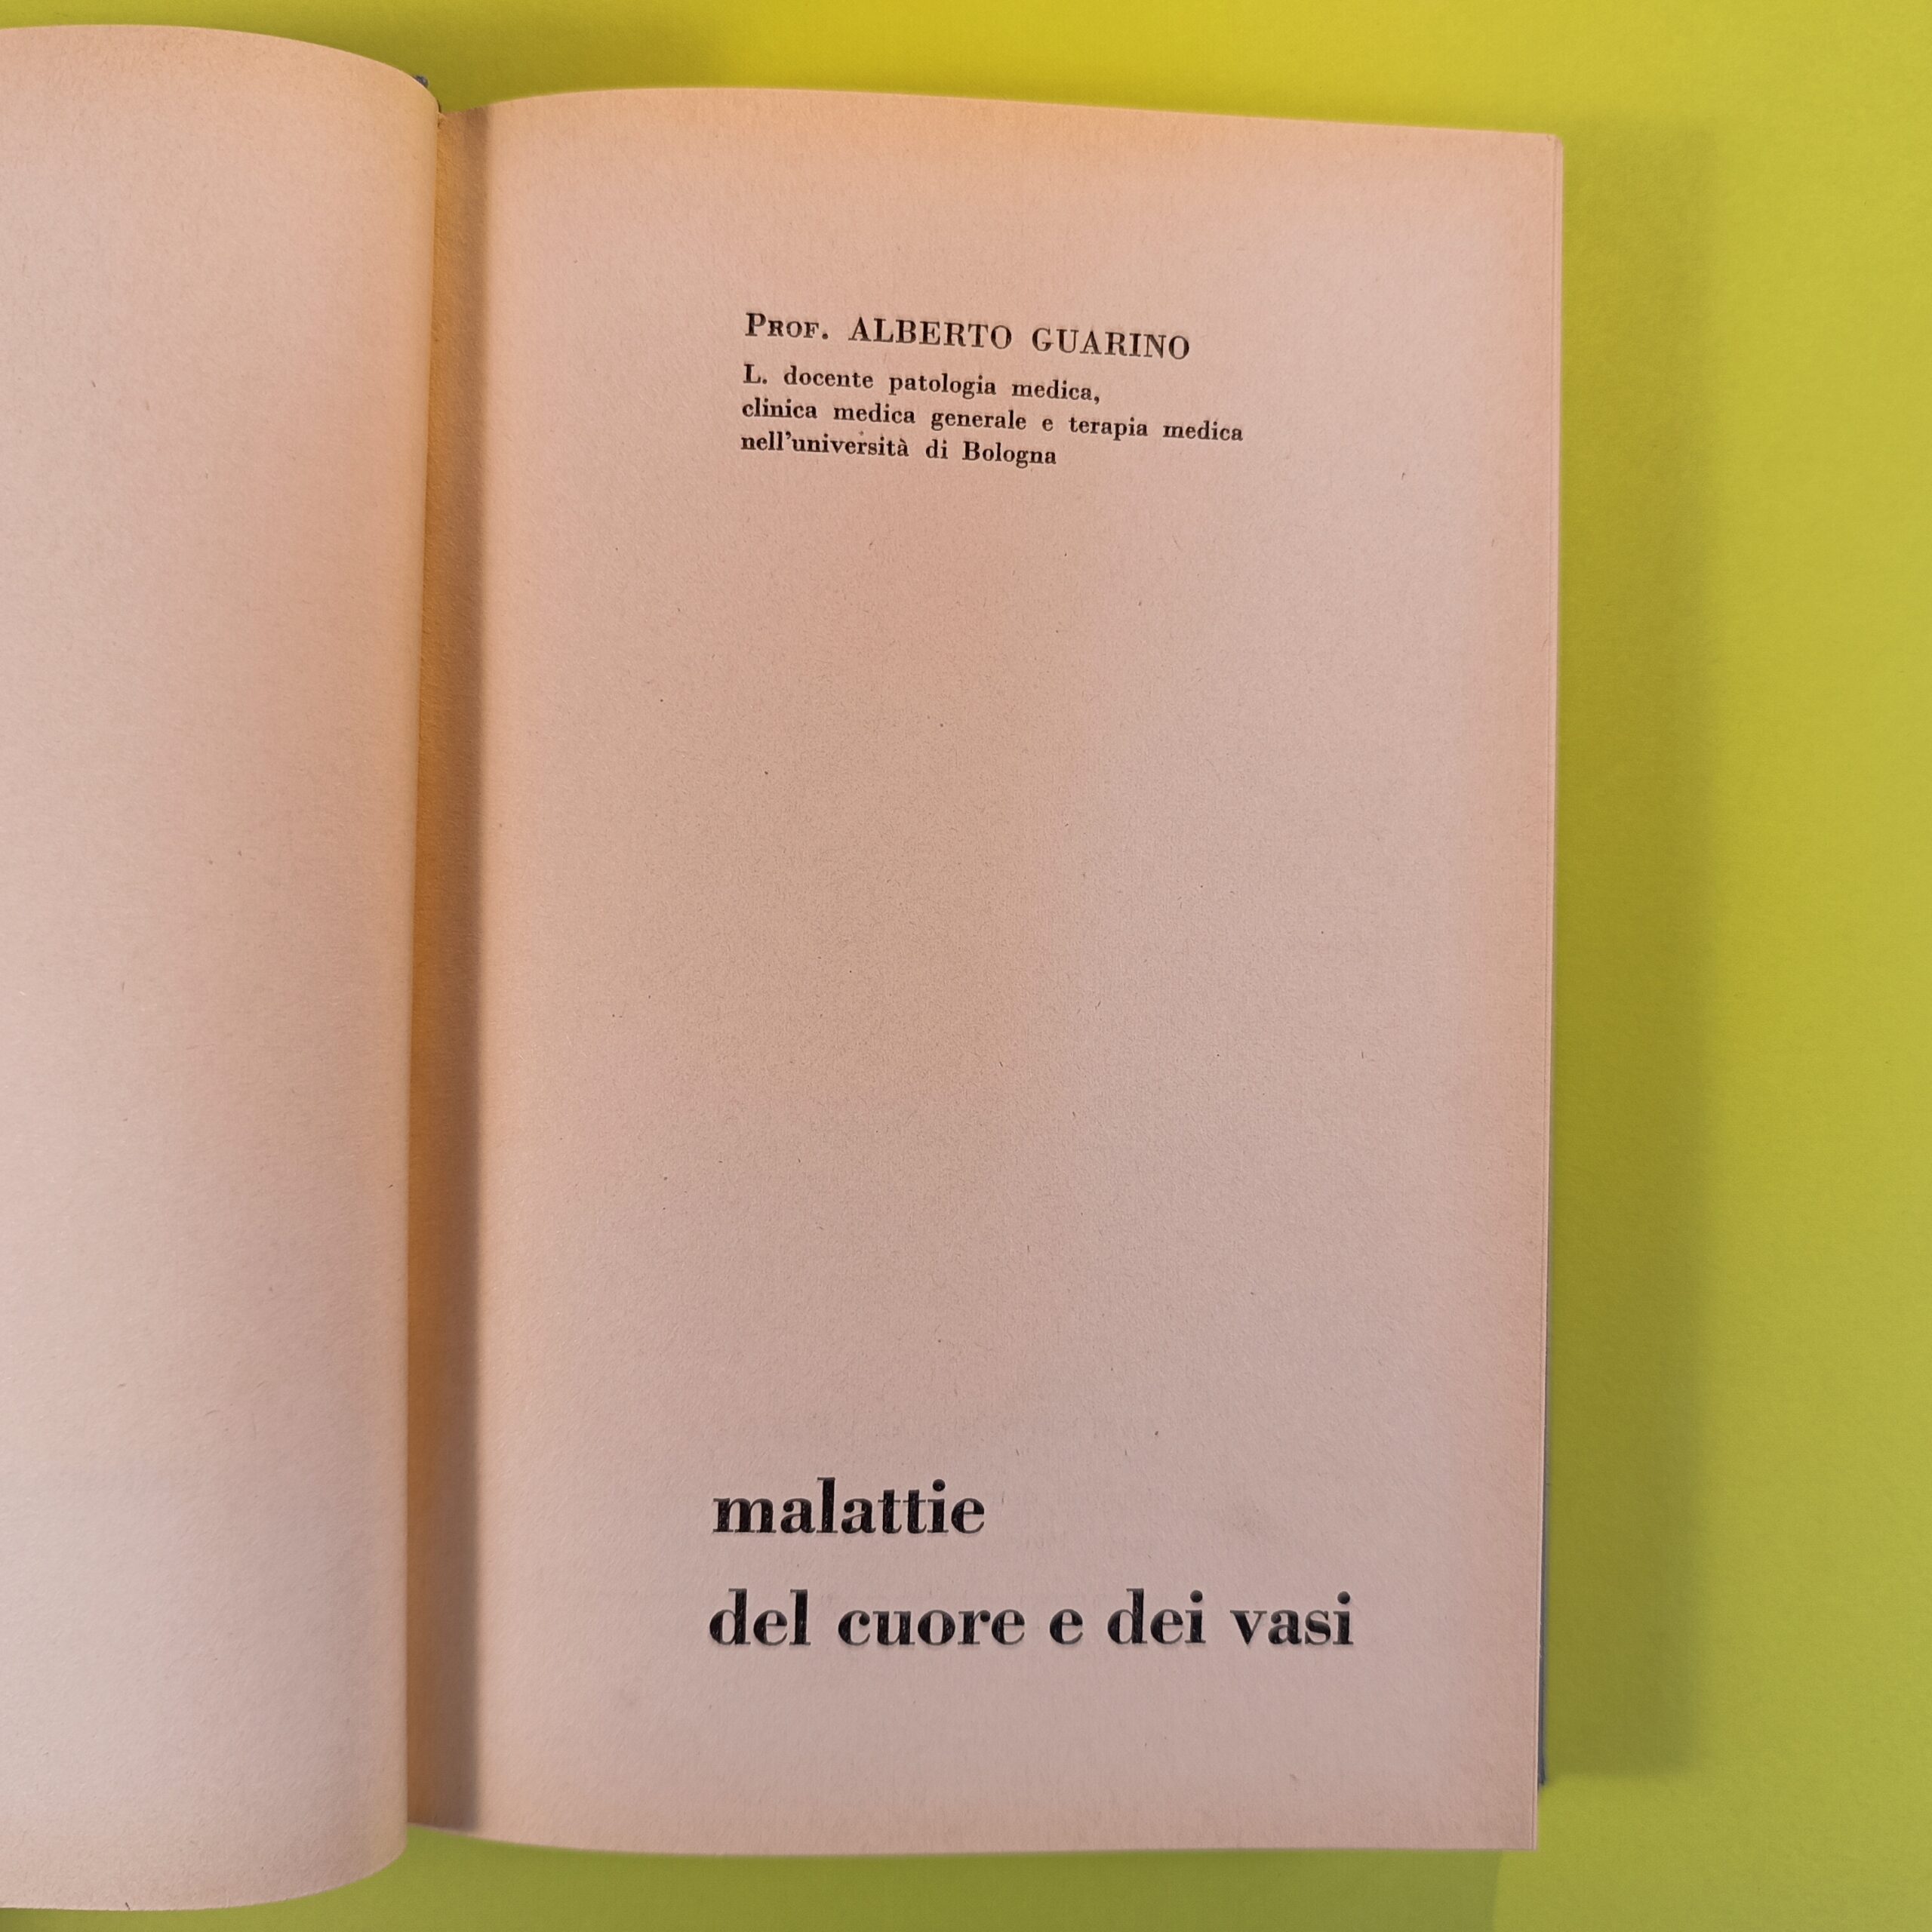 Prof. ALBERTO GUARINO
L. docente patologia medica,
clinica medica generale e terapia medica
nell'università di Bologna
malattie
del cuore e dei vasi